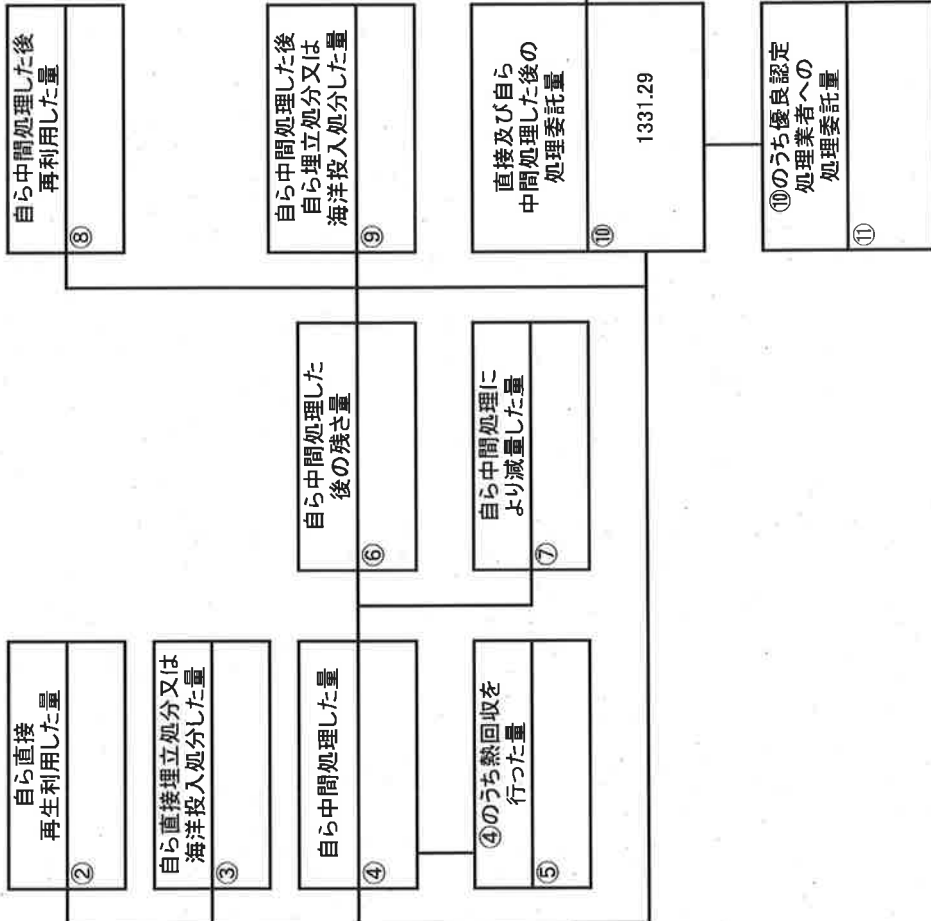 自ら直接
再生利用した量
②
自ら直接埋立処分又は
海洋投入処分した量
③
自ら中間処理した量
④
④のうち熱回収を
行った量
⑤
自ら中間処理した
後の残さ量
⑥
自ら中間処理に
より減量した量
⑦
自ら中間処理した後
再利用した量
⑧
自ら中間処理した後
自ら埋立処分又は
海洋投入処分した量
⑨
直接及び自ら
中間処理した後の
処理委託量
⑩
1331.29
⑩のうち優良認定
処理業者への
処理委託量
⑪